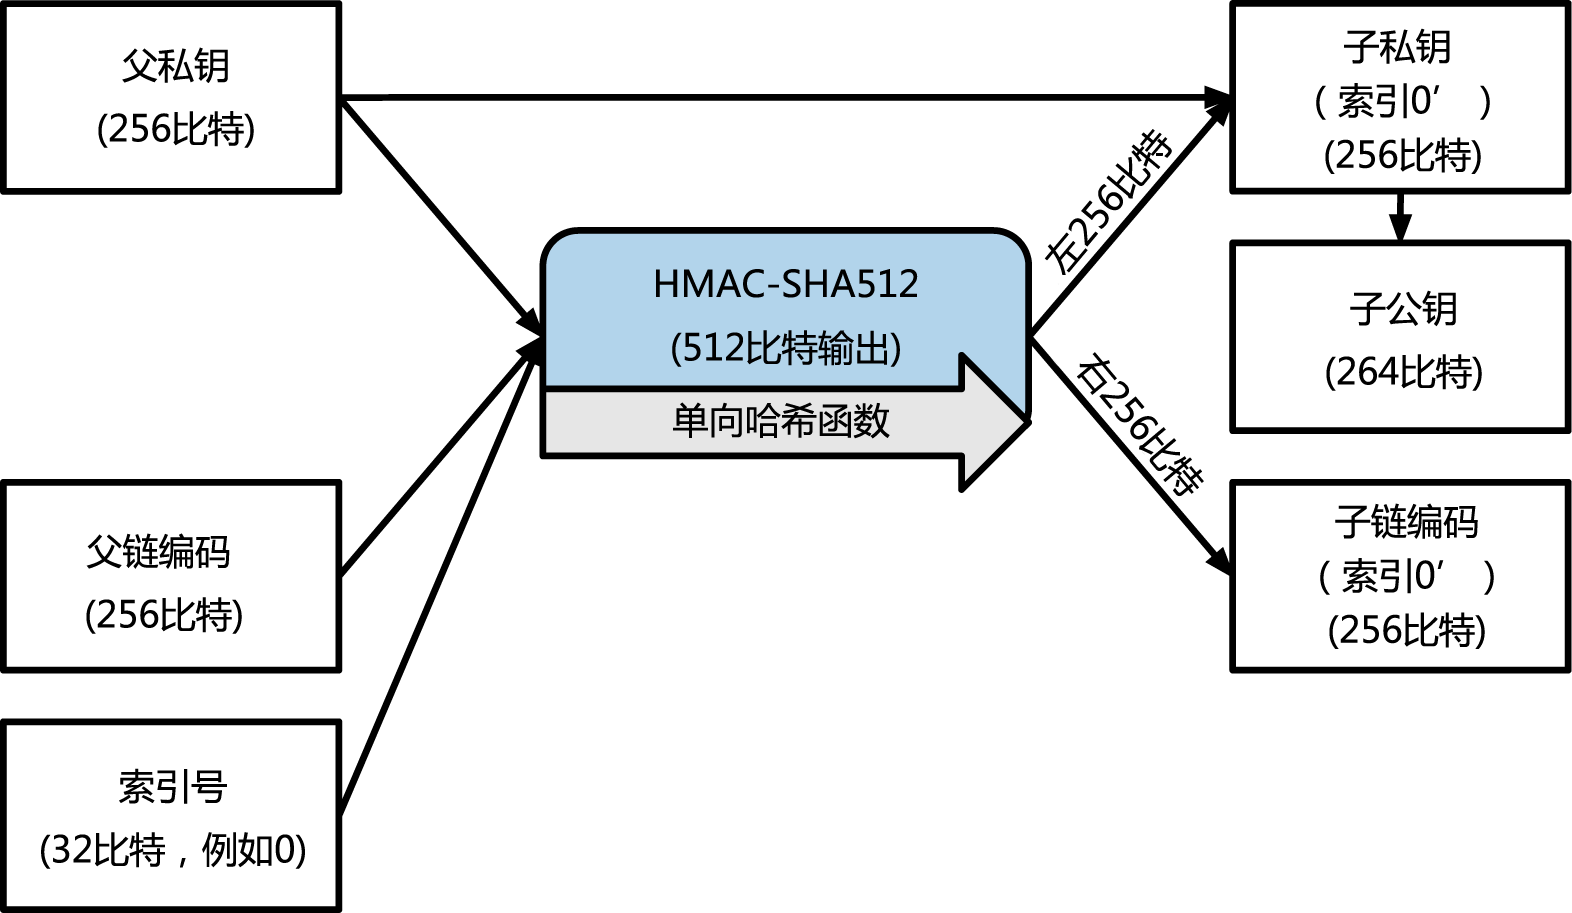 父私钥
(256比特)
父链编码
(256比特)
索引号
(32比特，例如0)
HMAC-SHA512
(512比特输出)
单向哈希函数
左256比特
右256比特
子私钥
（索引0′ ）
(256比特)
子公钥
(264比特)
子链编码
（索引0′ ）
(256比特)